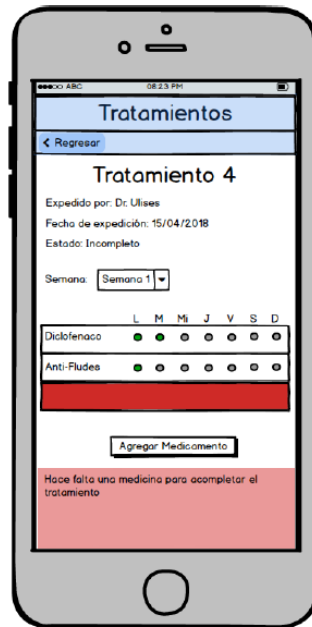 ABC 08:23 PM
Tratamientos
< Regresar
Tratamiento 4
Expedido por: Dr. Ulises
Fecha de expedición: 15/04/2018
Estado: Incompleto
Semana: Semana 1
L M Mi J V S D
Diclofenaco
Anti-Fludes
Agregar Medicamento
Hace falta una medicina para acompletar el
tratamiento